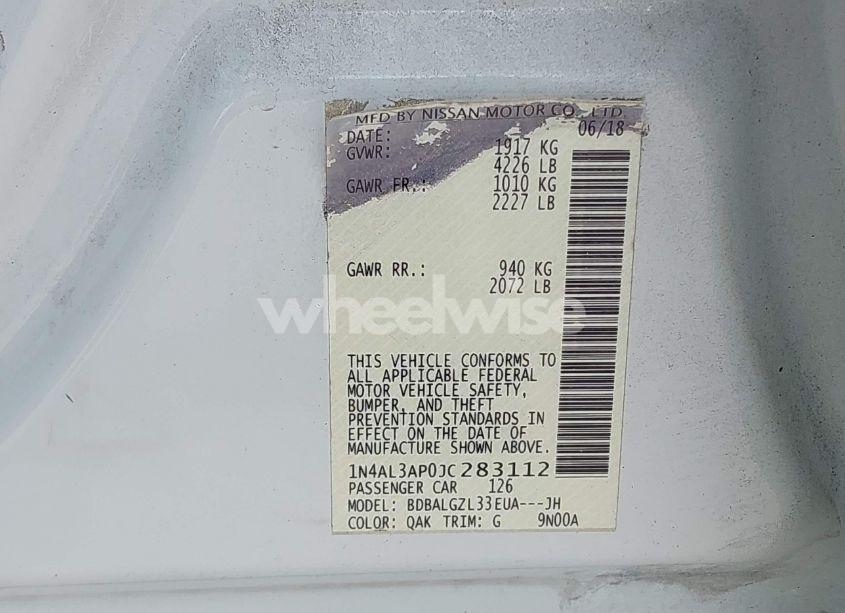 MFD BY NISSAN MOTOR CO., LTD.
DATE: 06/18
GVWR: 1917 KG
4226 LB
GAWR FR.: 1010 KG
2227 LB
GAWR RR.: 940 KG
2072 LB
wheelwise
THIS VEHICLE CONFORMS TO
ALL APPLICABLE FEDERAL
MOTOR VEHICLE SAFETY,
BUMPER, AND THEFT
PREVENTION STANDARDS IN
EFFECT ON THE DATE OF
MANUFACTURE SHOWN ABOVE.
1N4AL3AP0JC283112
PASSENGER CAR 126
MODEL: BDBALGZL33EUA---JH
COLOR: QAK TRIM: G 9N00A